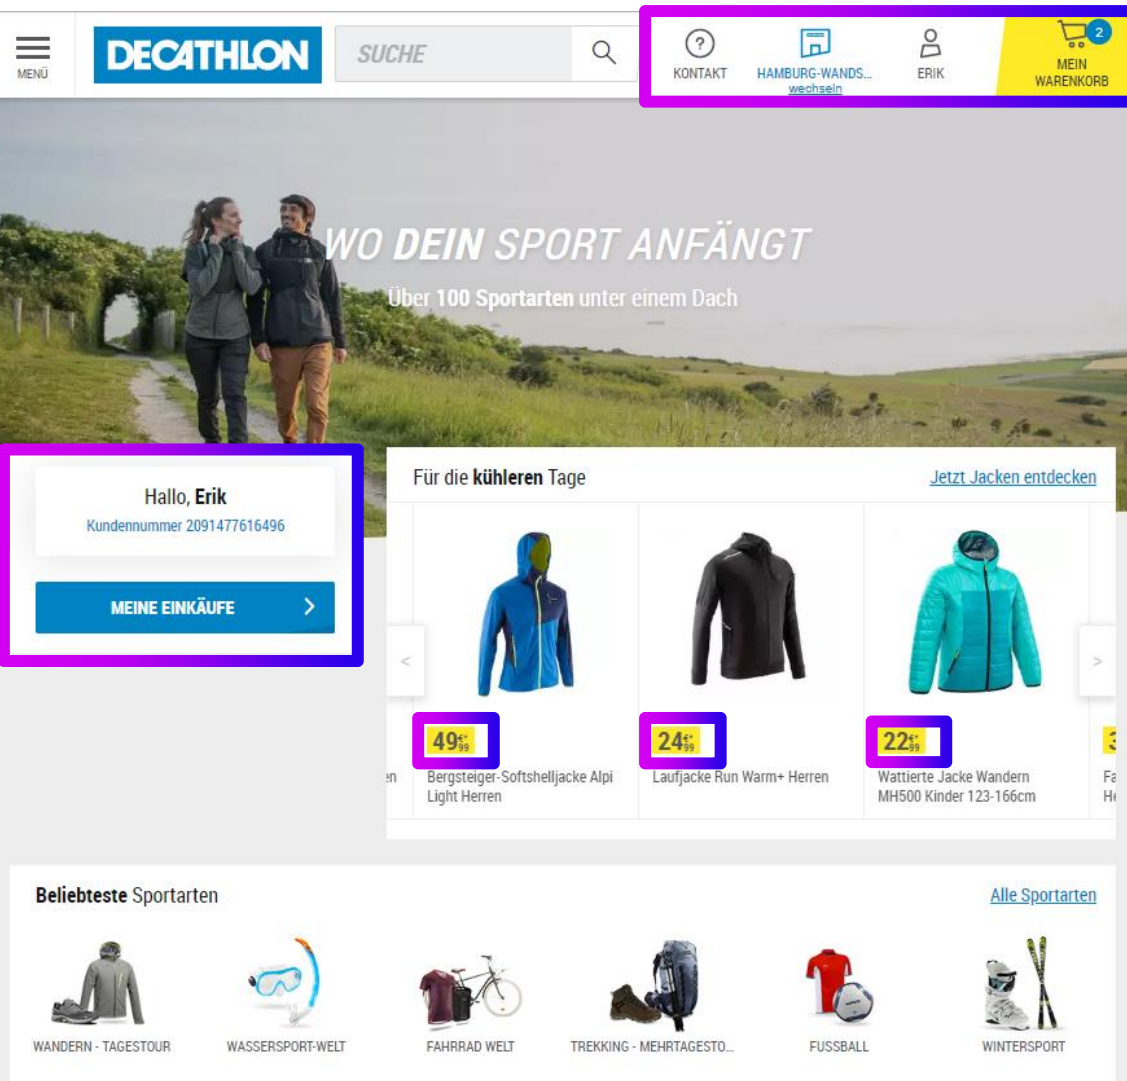 MENÜ
DECATHLON
SUCHE
KONTAKT
HAMBURG-WANDS...
wechseln
ERIK
2
MEIN
WARENKORB
WO DEIN SPORT ANFÄNGT
Über 100 Sportarten unter einem Dach
Hallo, Erik
Kundennummer 2091477616496
MEINE EINKÄUFE
Für die kühleren Tage
Jetzt Jacken entdecken
49€*99
Bergsteiger-Softshelljacke Alpi
Light Herren
24€*99
Laufjacke Run Warm+ Herren
22€*99
Wattierte Jacke Wandern
MH500 Kinder 123-166cm
Beliebteste Sportarten
Alle Sportarten
WANDERN - TAGESTOUR
WASSERSPORT-WELT
FAHRRAD WELT
TREKKING - MEHRTAGESTO...
FUSSBALL
WINTERSPORT